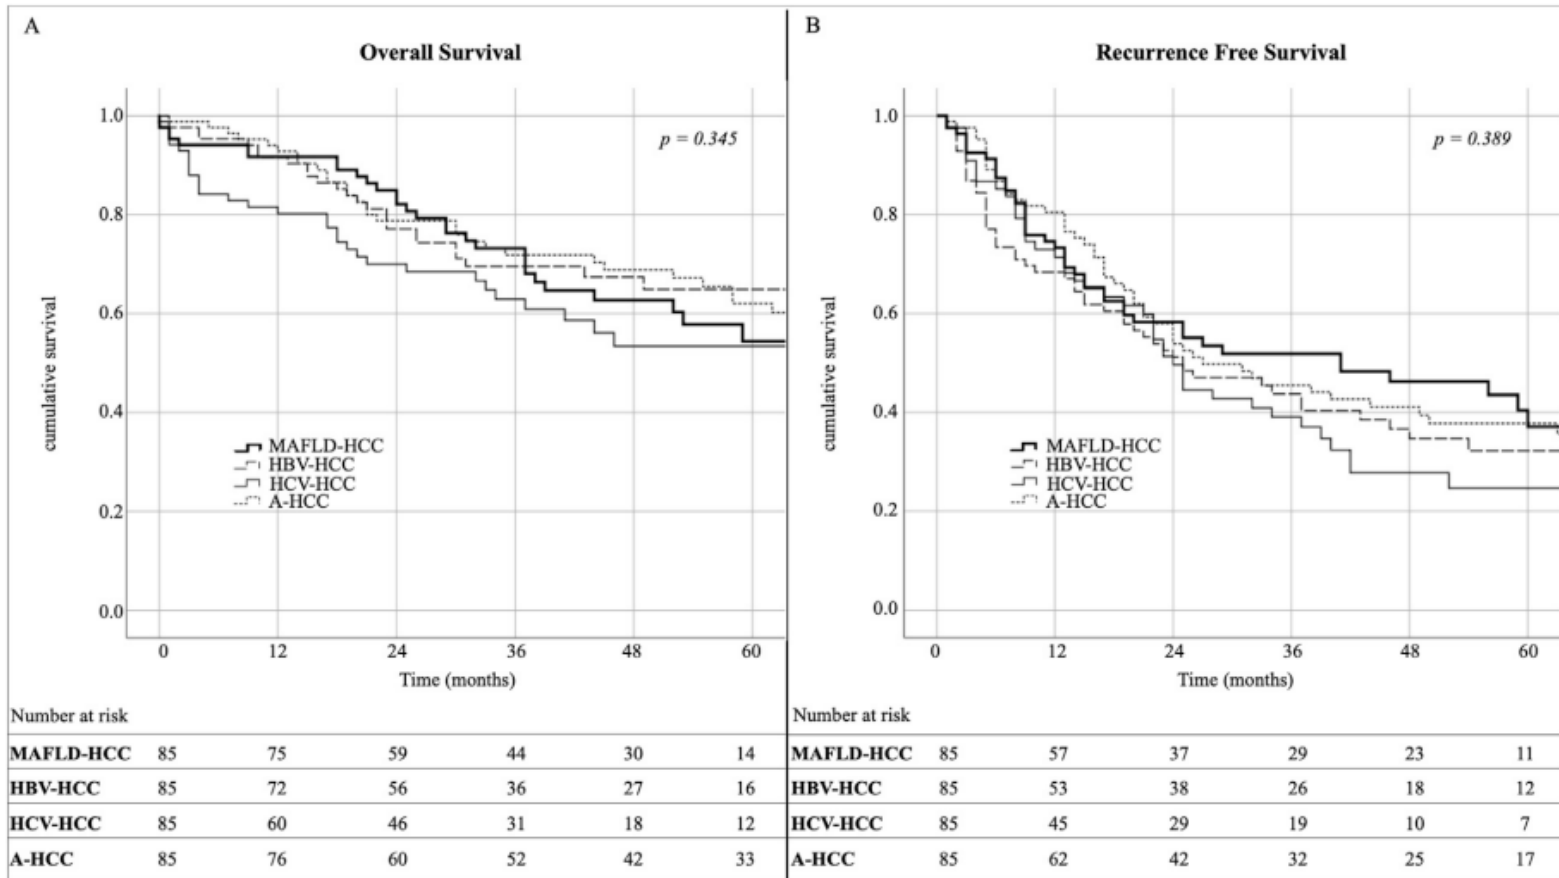 A
Overall Survival
1.0
0.8
0.6
0.4
0.2
0.0
cumulative survival
p = 0.345
MAFLD-HCC
HBV-HCC
HCV-HCC
A-HCC
0 12 24 36 48 60
Time (months)
Number at risk
MAFLD-HCC 85 75 59 44 30 14
HBV-HCC 85 72 56 36 27 16
HCV-HCC 85 60 46 31 18 12
A-HCC 85 76 60 52 42 33
B
Recurrence Free Survival
1.0
0.8
0.6
0.4
0.2
0.0
cumulative survival
p = 0.389
MAFLD-HCC
HBV-HCC
HCV-HCC
A-HCC
0 12 24 36 48 60
Time (months)
Number at risk
MAFLD-HCC 85 57 37 29 23 11
HBV-HCC 85 53 38 26 18 12
HCV-HCC 85 45 29 19 10 7
A-HCC 85 62 42 32 25 17